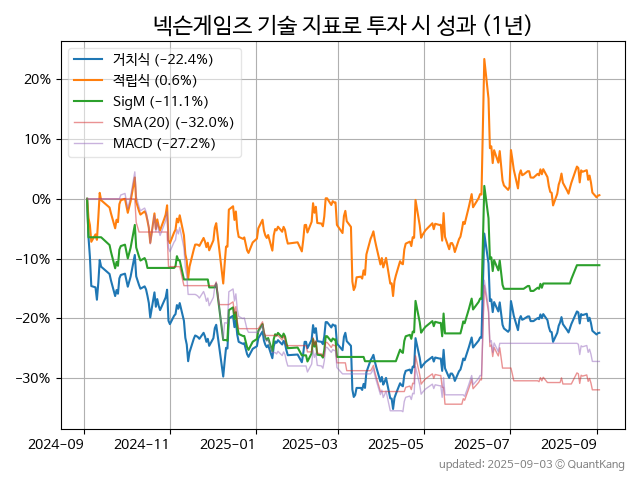 넥슨게임즈 기술 지표로 투자 시 성과 (1년)
거치식 (−22.4%)
적립식 (0.6%)
SigM (−11.1%)
SMA(20) (−32.0%)
MACD (−27.2%)
20%
10%
0%
−10%
−20%
−30%
2024-09 2024-11 2025-01 2025-03 2025-05 2025-07 2025-09
updated: 2025-09-03 © QuantKang